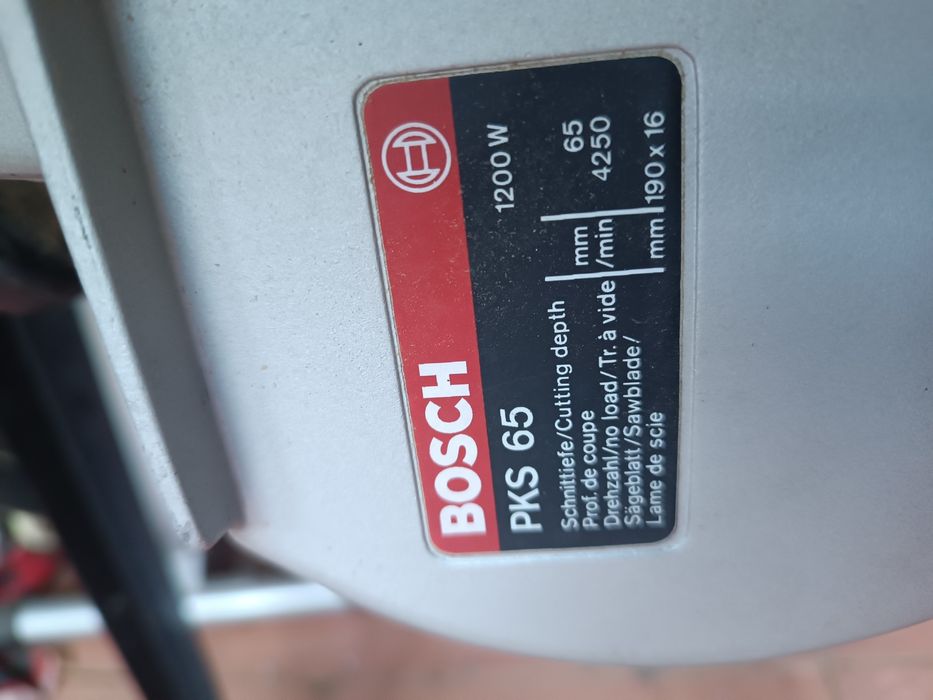 BOSCH
PKS 65 1200 W
Schnittiefe/Cutting depth
Prof. de coupe mm 65
Drehzahl/no load/Tr. à vide /min 4250
Sägeblatt/Sawblade/
Lame de scie mm 190 x 16